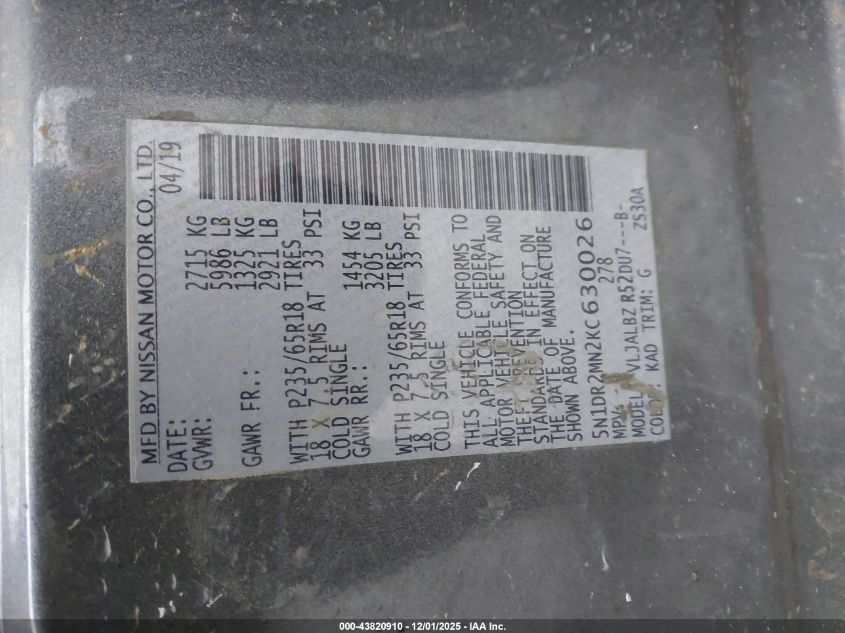 MFD BY NISSAN MOTOR CO., LTD.
DATE: 04/19
GVWR: 2715 KG
5986 LB
GAWR FR.: 1325 KG
2921 LB
WITH P235/65R18 TIRES
18 X 7.5 RIMS AT 33 PSI
COLD SINGLE
GAWR RR.: 1454 KG
3205 LB
WITH P235/65R18 TIRES
18 X 7.5 RIMS AT 33 PSI
COLD SINGLE
THIS VEHICLE CONFORMS TO
ALL APPLICABLE FEDERAL
MOTOR VEHICLE SAFETY AND
THEFT PREVENTION
STANDARDS IN EFFECT ON
THE DATE OF MANUFACTURE
SHOWN ABOVE.
5N1DR2MN2KC630026
MPV 278
MODEL: VLJALBZ R52DU7---B-
COLOR: KAD TRIM: G ZS30A
000-43820910 - 12/01/2025 - IAA Inc.